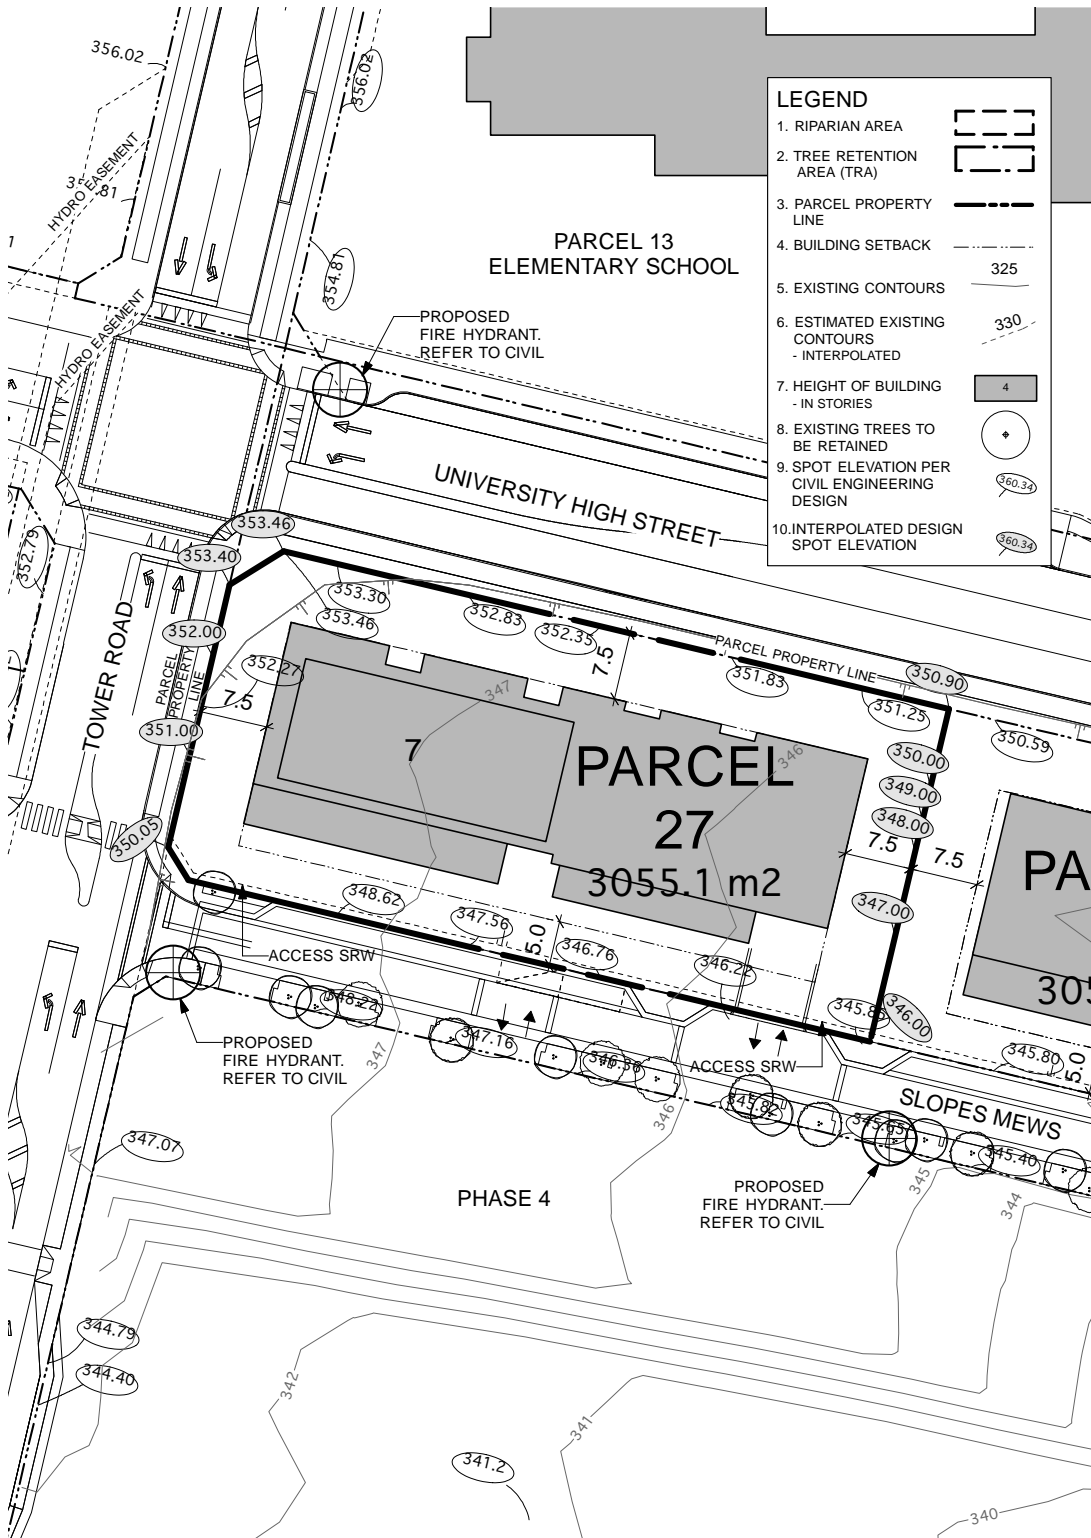 356.02
356.02
LEGEND
1. RIPARIAN AREA
2. TREE RETENTION
AREA (TRA)
3. PARCEL PROPERTY
LINE
4. BUILDING SETBACK
325
5. EXISTING CONTOURS
6. ESTIMATED EXISTING
CONTOURS
- INTERPOLATED
330
7. HEIGHT OF BUILDING
- IN STORIES
4
8. EXISTING TREES TO
BE RETAINED
9. SPOT ELEVATION PER
CIVIL ENGINEERING
DESIGN
360.34
10.INTERPOLATED DESIGN
SPOT ELEVATION
360.34
HYDRO EASEMENT
HYDRO EASEMENT
354.81
PARCEL 13
ELEMENTARY SCHOOL
PROPOSED
FIRE HYDRANT.
REFER TO CIVIL
UNIVERSITY HIGH STREET
352.79
353.46
353.40
353.30
353.46
352.83
352.35
352.00
352.27
351.83
350.90
351.25
350.59
351.00
350.00
349.00
348.00
347.00
346.00
350.05
TOWER ROAD
PARCEL
PROPERTY
LINE
PARCEL PROPERTY LINE
7.5
7.5
7.5
7.5
347
346
7
PARCEL
27
3055.1 m2
PA
305
348.62
347.56
5.0
346.76
346.22
ACCESS SRW
348.22
347.16
346.36
345.82
345.65
345.40
345.80
5.0
ACCESS SRW
SLOPES MEWS
PROPOSED
FIRE HYDRANT.
REFER TO CIVIL
347
346
345
344
347.07
PHASE 4
PROPOSED
FIRE HYDRANT.
REFER TO CIVIL
344.79
344.40
342
341
341.2
340